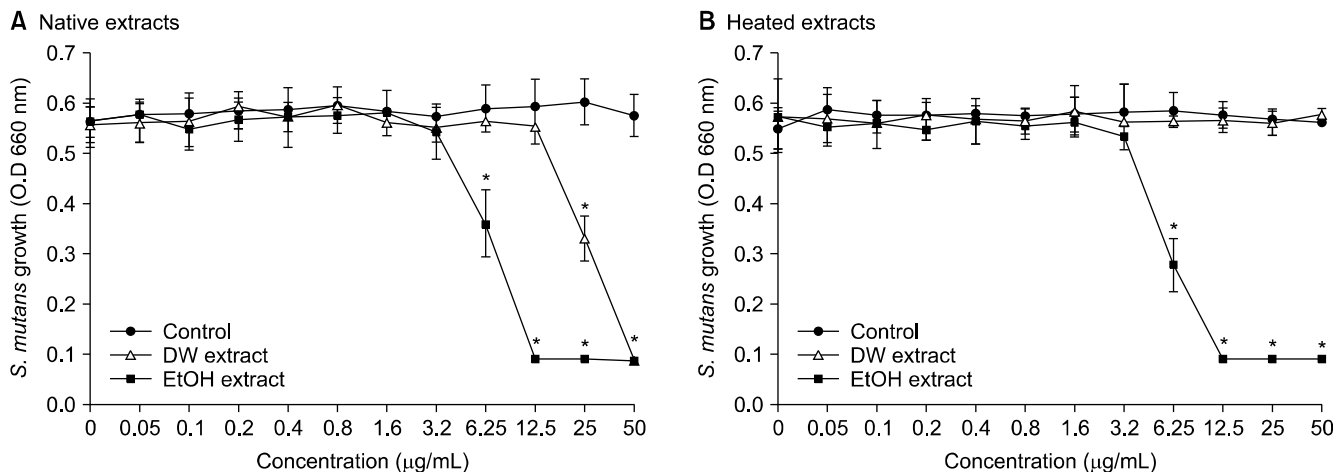 A Native extracts
0.7
0.6
0.5
0.4
0.3
0.2
0.1
0.0
S. mutans growth (O.D 660 nm)
* * * * *
Control
DW extract
EtOH extract
0 0.05 0.1 0.2 0.4 0.8 1.6 3.2 6.25 12.5 25 50
Concentration (μg/mL)
B Heated extracts
0.7
0.6
0.5
0.4
0.3
0.2
0.1
0.0
S. mutans growth (O.D 660 nm)
* * * *
Control
DW extract
EtOH extract
0 0.05 0.1 0.2 0.4 0.8 1.6 3.2 6.25 12.5 25 50
Concentration (μg/mL)